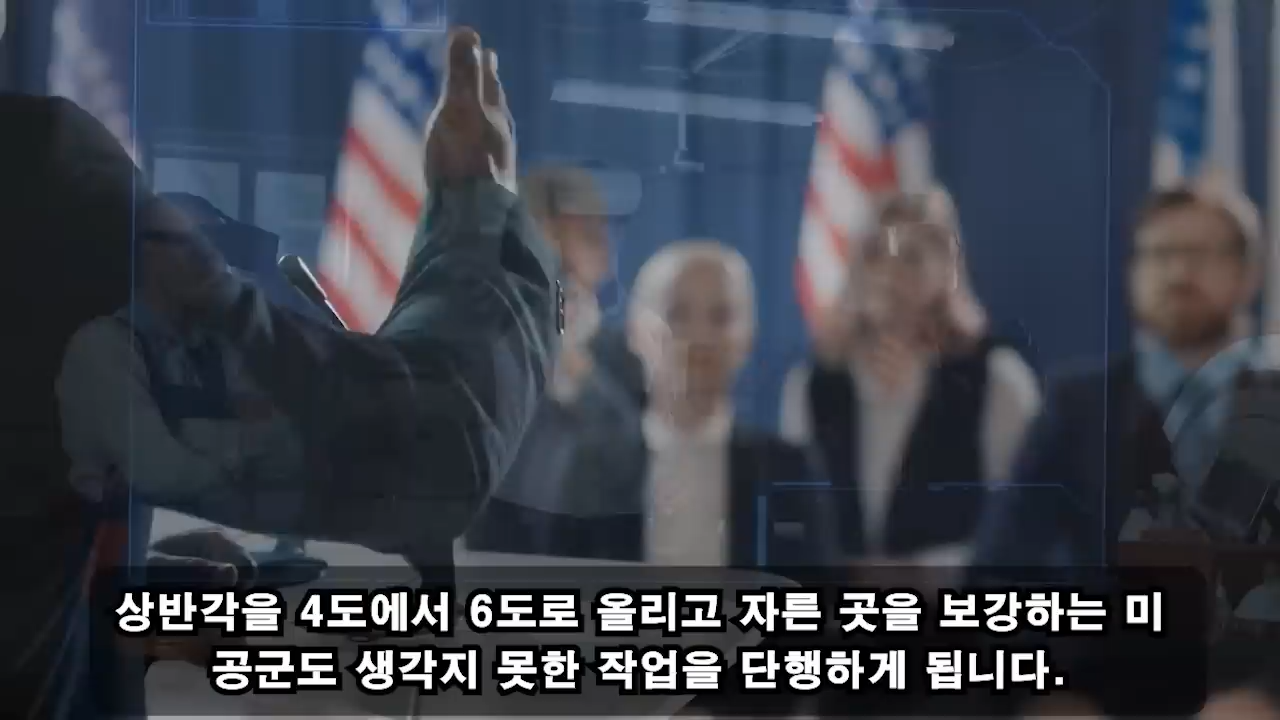 상반각을 4도에서 6도로 올리고 자른 곳을 보강하는 미
공군도 생각지 못한 작업을 단행하게 됩니다.